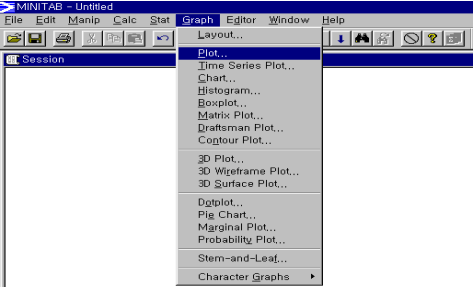 MINITAB - Untitled
File Edit Manip Calc Stat Graph Editor Window Help
Layout...
Session
Plot...
Time Series Plot...
Chart...
Histogram...
Boxplot...
Matrix Plot...
Draftsman Plot...
Contour Plot...
3D Plot...
3D Wireframe Plot...
3D Surface Plot...
Dotplot...
Pie Chart...
Marginal Plot...
Probability Plot...
Stem-and-Leaf...
Character Graphs